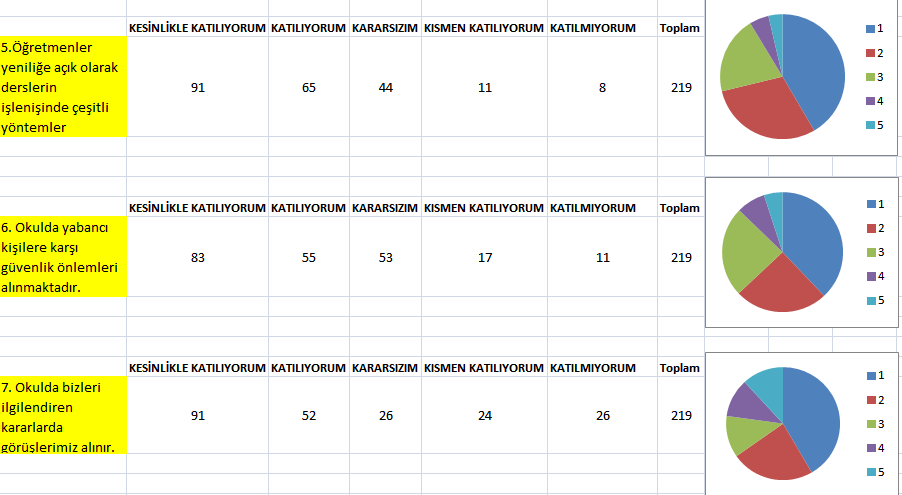 KESİNLİKLE KATILIYORUM KATILIYORUM KARARSIZIM KISMEN KATILIYORUM KATILMIYORUM Toplam
5.Öğretmenler
yeniliğe açık olarak
derslerin
işlenişinde çeşitli
yöntemler
91 65 44 11 8 219
1
2
3
4
5
KESİNLİKLE KATILIYORUM KATILIYORUM KARARSIZIM KISMEN KATILIYORUM KATILMIYORUM Toplam
6. Okulda yabancı
kişilere karşı
güvenlik önlemleri
alınmaktadır.
83 55 53 17 11 219
1
2
3
4
5
KESİNLİKLE KATILIYORUM KATILIYORUM KARARSIZIM KISMEN KATILIYORUM KATILMIYORUM Toplam
7. Okulda bizleri
ilgilendiren
kararlarda
görüşlerimiz alınır.
91 52 26 24 26 219
1
2
3
4
5